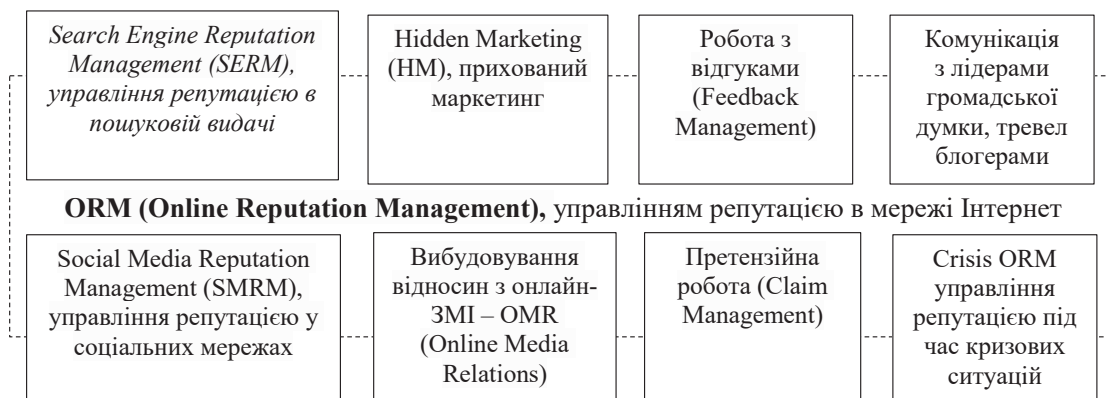 Search Engine Reputation
Management (SERM),
управління репутацією в
пошуковій видачі
Hidden Marketing
(HM), прихований
маркетинг
Робота з
відгуками
(Feedback
Management)
Комунікація
з лідерами
громадської
думки, тревел
блогерами
ORM (Online Reputation Management), управлінням репутацією в мережі Інтернет
Social Media Reputation
Management (SMRM),
управління репутацією у
соціальних мережах
Вибудовування
відносин з онлайн-
ЗМІ – OMR
(Online Media
Relations)
Претензійна
робота (Claim
Management)
Crisis ORM
управління
репутацією під
час кризових
ситуацій